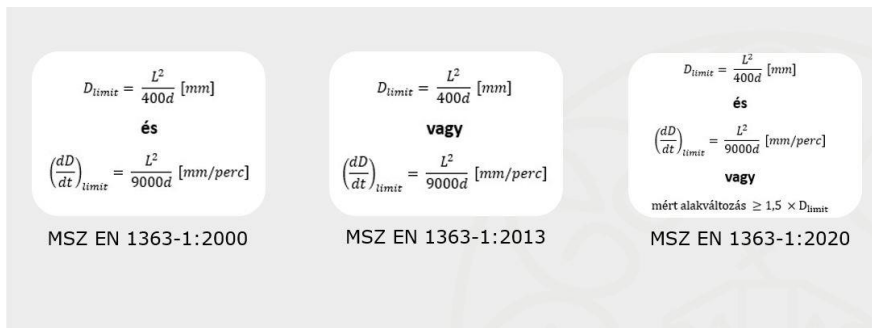 D_limit = L²/400d [mm]
és
(dD/dt)_limit = L²/9000d [mm/perc]
MSZ EN 1363-1:2000
D_limit = L²/400d [mm]
vagy
(dD/dt)_limit = L²/9000d [mm/perc]
MSZ EN 1363-1:2013
D_limit = L²/400d [mm]
és
(dD/dt)_limit = L²/9000d [mm/perc]
vagy
mért alakváltozás ≥ 1,5 × D_limit
MSZ EN 1363-1:2020